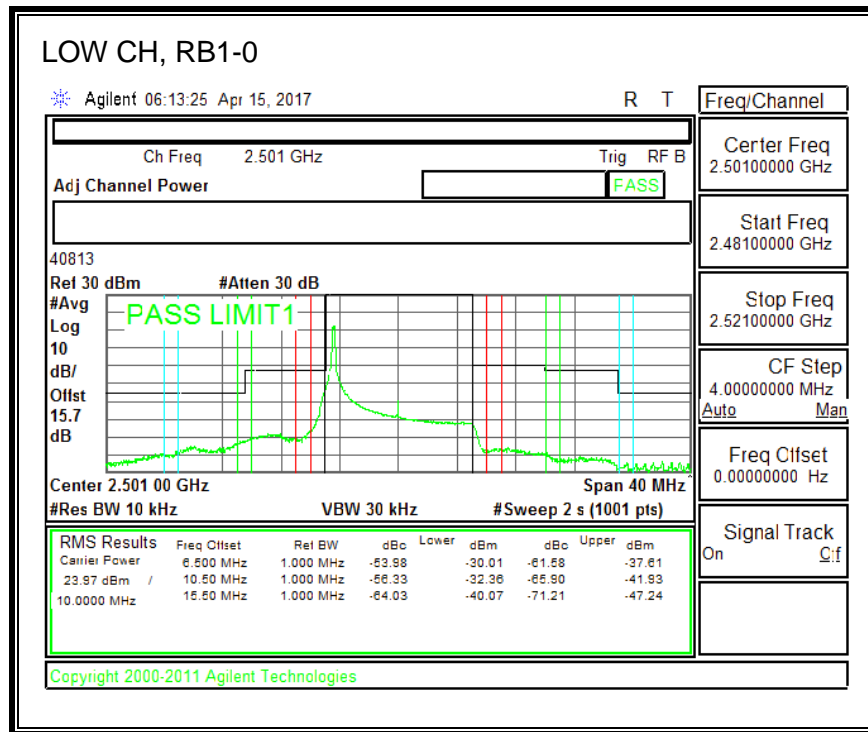 LOW CH, RB1-0
Agilent 06:13:25 Apr 15, 2017 R T
Ch Freq 2.501 GHz Trig RF B
Adj Channel Power PASS
40813
Ref 30 dBm #Atten 30 dB
#Avg
Log
10
dB/
Offst
15.7
dB
PASS LIMIT1
Center 2.501 00 GHz Span 40 MHz
#Res BW 10 kHz VBW 30 kHz #Sweep 2 s (1001 pts)
RMS Results Freq Offset Ref BW dBc Lower dBm dBc Upper dBm
Carrier Power 6.500 MHz 1.000 MHz -53.98 -30.01 -61.58 -37.61
23.97 dBm / 10.50 MHz 1.000 MHz -56.33 -32.36 -65.90 -41.93
10.0000 MHz 15.50 MHz 1.000 MHz -64.03 -40.07 -71.21 -47.24
Copyright 2000-2011 Agilent Technologies
Freq/Channel
Center Freq
2.50100000 GHz
Start Freq
2.48100000 GHz
Stop Freq
2.52100000 GHz
CF Step
4.00000000 MHz
Auto Man
Freq Offset
0.00000000 Hz
Signal Track
On Off